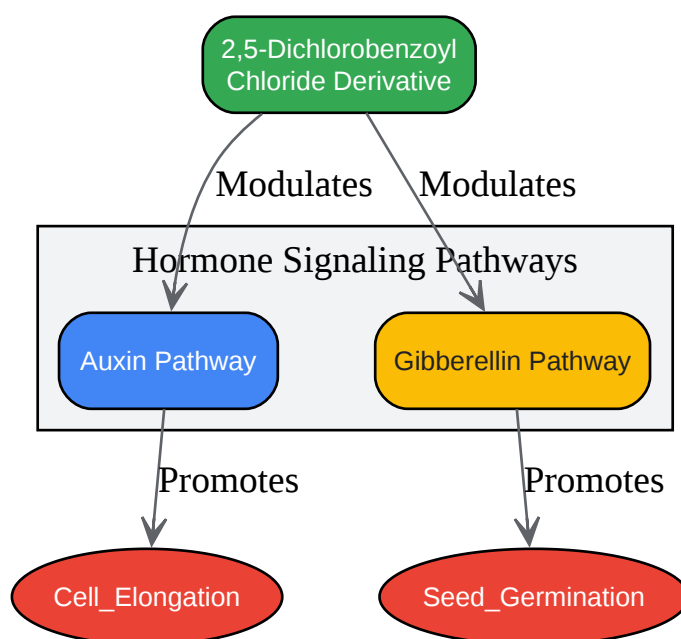 2,5-Dichlorobenzoyl
Chloride Derivative
Modulates
Modulates
Hormone Signaling Pathways
Auxin Pathway
Gibberellin Pathway
Promotes
Promotes
Cell_Elongation
Seed_Germination